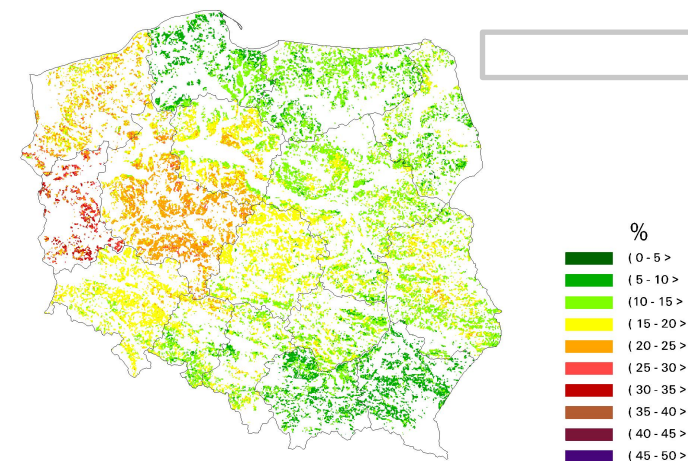 %
( 0 - 5 >
( 5 - 10 >
(10 - 15 >
( 15 - 20 >
( 20 - 25 >
( 25 - 30 >
( 30 - 35 >
( 35 - 40 >
( 40 - 45 >
( 45 - 50 >